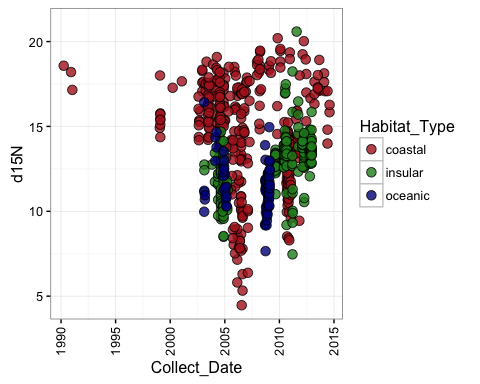 d15N
20
15
10
5
1990
1995
2000
2005
2010
2015
Collect_Date
Habitat_Type
coastal
insular
oceanic